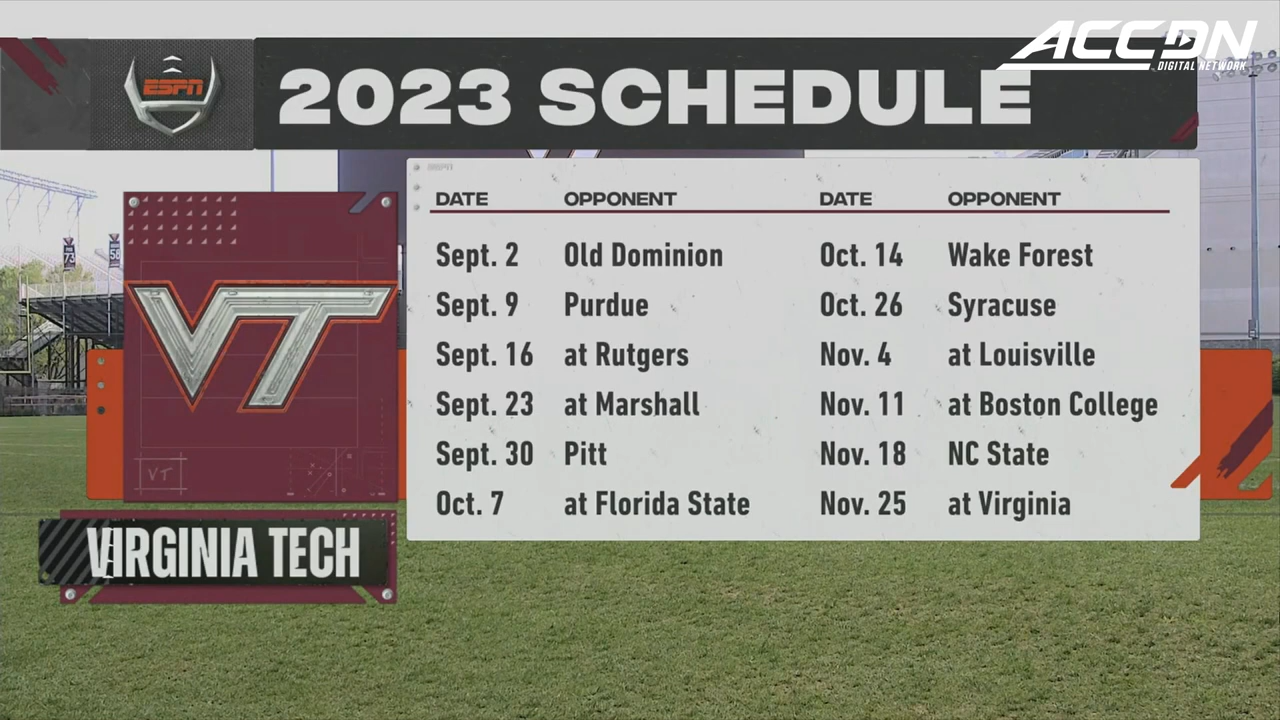 ACCDN
DIGITAL NETWORK
ESPN
2023 SCHEDULE
ESPN
DATE OPPONENT DATE OPPONENT
Sept. 2 Old Dominion Oct. 14 Wake Forest
Sept. 9 Purdue Oct. 26 Syracuse
Sept. 16 at Rutgers Nov. 4 at Louisville
Sept. 23 at Marshall Nov. 11 at Boston College
Sept. 30 Pitt Nov. 18 NC State
Oct. 7 at Florida State Nov. 25 at Virginia
73
58
VT
VT
VIRGINIA TECH